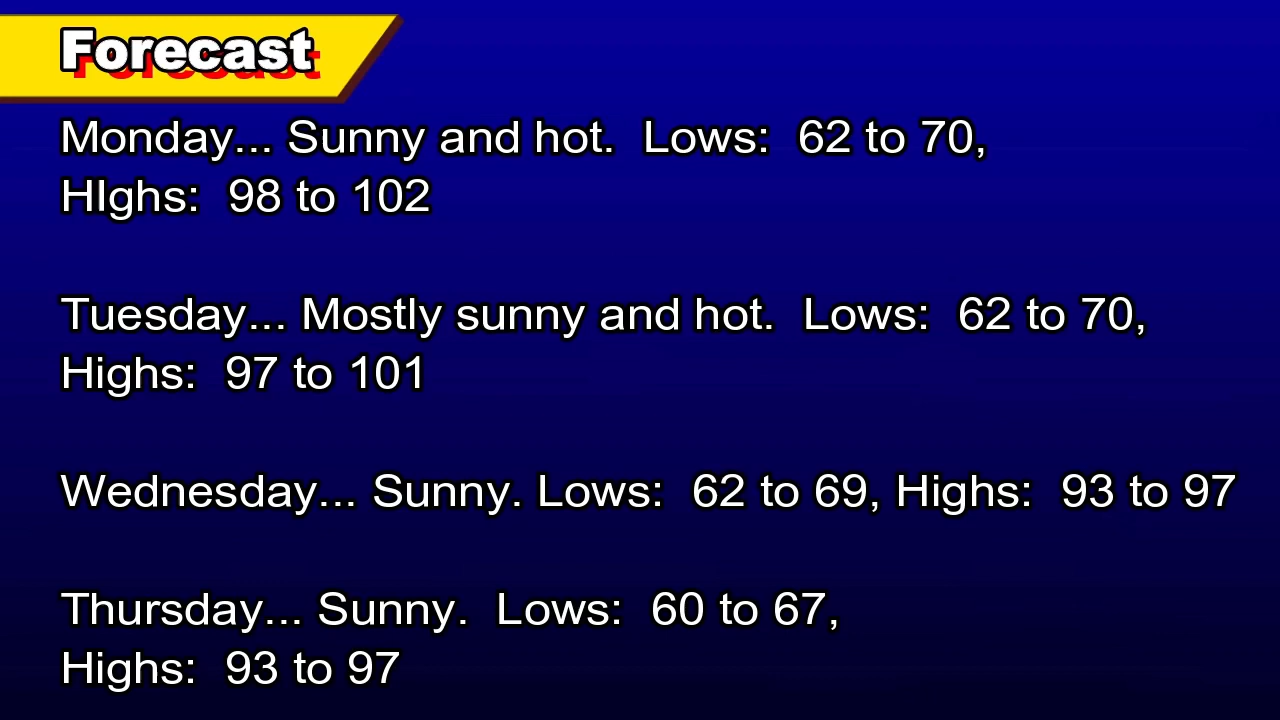 Forecast
Monday... Sunny and hot.  Lows:  62 to 70,
HIghs:  98 to 102
Tuesday... Mostly sunny and hot.  Lows:  62 to 70,
Highs:  97 to 101
Wednesday... Sunny. Lows:  62 to 69, Highs:  93 to 97
Thursday... Sunny.  Lows:  60 to 67,
Highs:  93 to 97